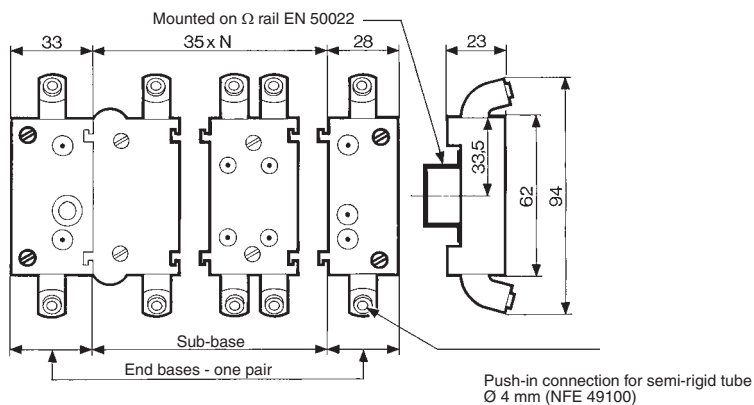 Mounted on Ω rail EN 50022
33
35 x N
28
23
33,5
62
94
Sub-base
End bases - one pair
Push-in connection for semi-rigid tube
Ø 4 mm (NFE 49100)